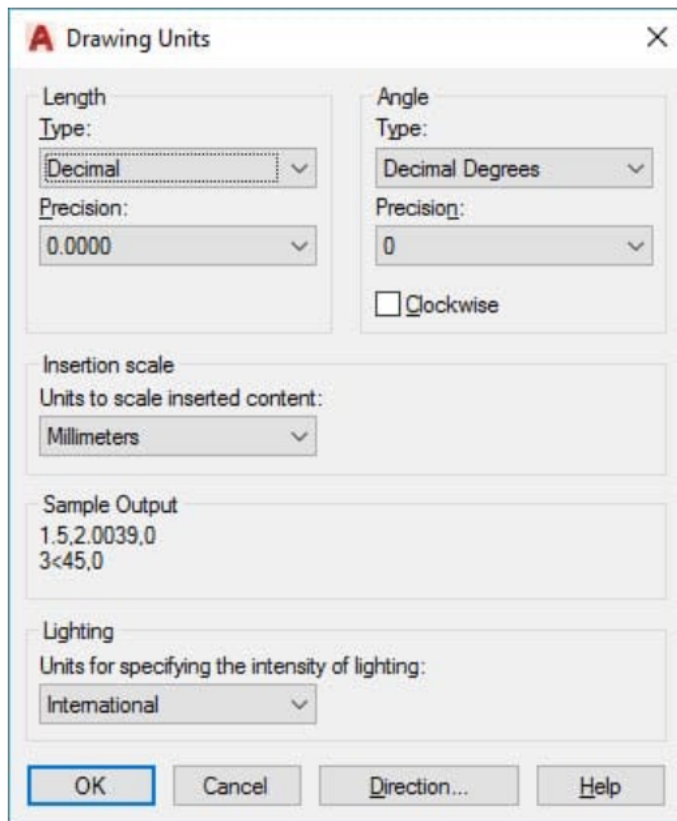 Drawing Units
Length
Type:
Decimal
Precision:
0.0000
Angle
Type:
Decimal Degrees
Precision:
0
Clockwise
Insertion scale
Units to scale inserted content:
Millimeters
Sample Output
1.5,2.0039,0
3<45,0
Lighting
Units for specifying the intensity of lighting:
International
OK
Cancel
Direction...
Help